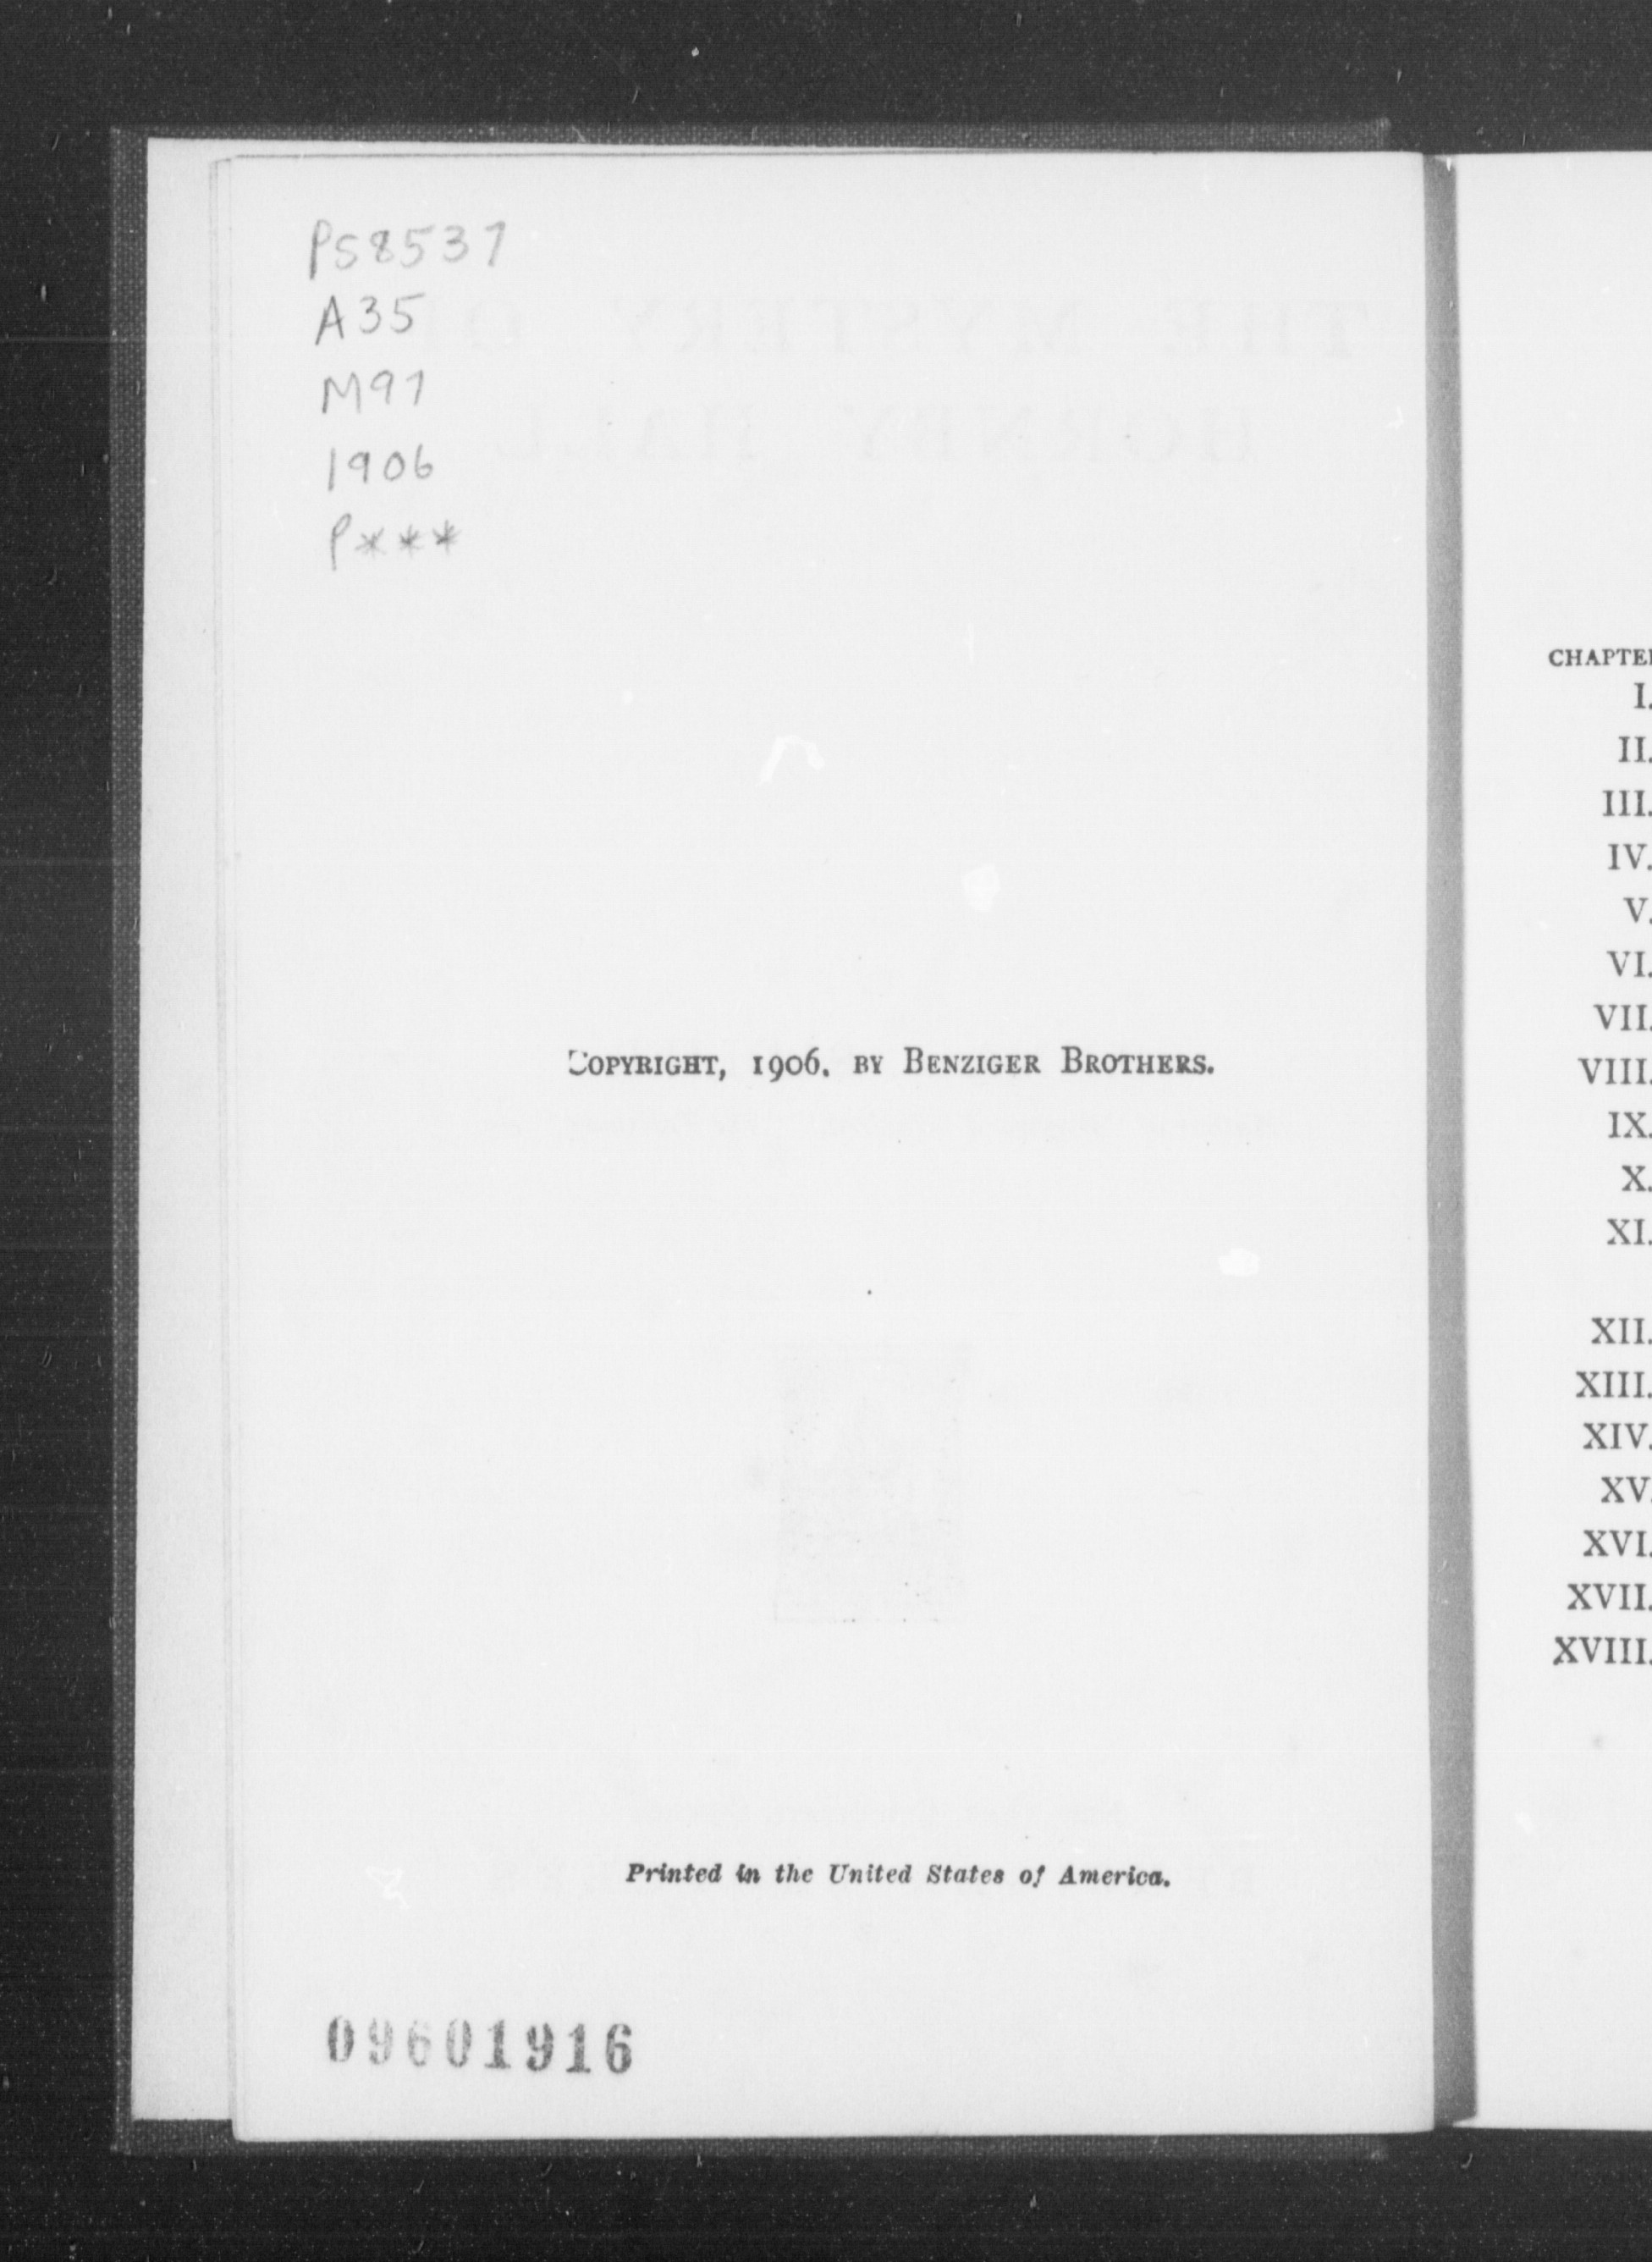 PS8537
A35
M97
1906
P***
COPYRIGHT, 1906, BY BENZIGER BROTHERS.
Printed in the United States of America.
09601916
CHAPTE
I.
II.
III.
IV.
V.
VI.
VII.
VIII.
IX.
X.
XI.
XII.
XIII.
XIV.
XV
XVI.
XVII.
XVIII.